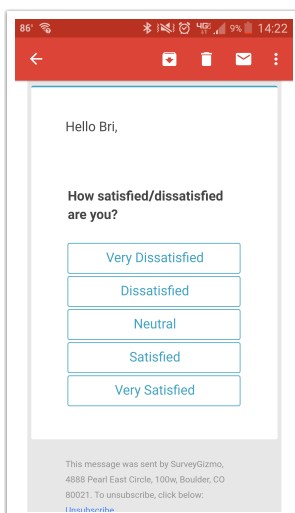 86° 4G 9% 14:22
Hello Bri,
How satisfied/dissatisfied
are you?
Very Dissatisfied
Dissatisfied
Neutral
Satisfied
Very Satisfied
This message was sent by SurveyGizmo,
4888 Pearl East Circle, 100w, Boulder, CO
80021. To unsubscribe, click below:
Unsubscribe